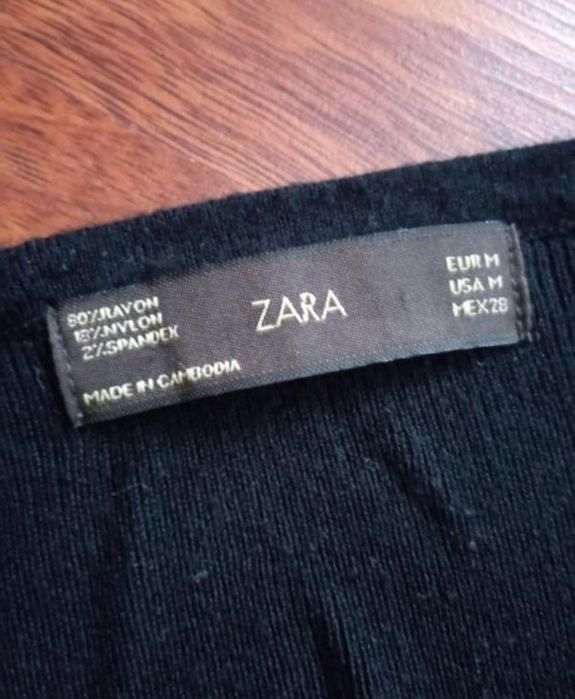 80%RAYON
18%NYLON
2%SPANDEX
MADE IN CAMBODIA
ZARA
EUR M
USA M
MEX 28